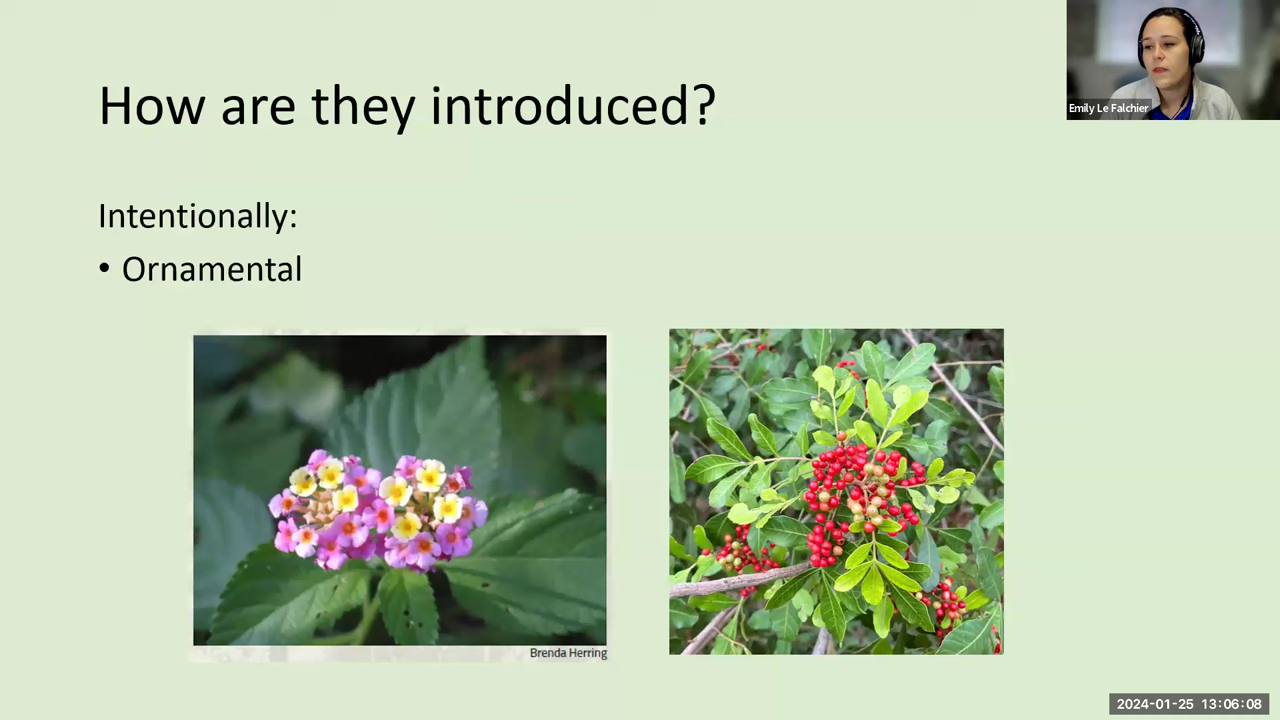 How are they introduced?
Emily Le Falchier
Intentionally:
• Ornamental
Brenda Herring
2024-01-25 13:06:08